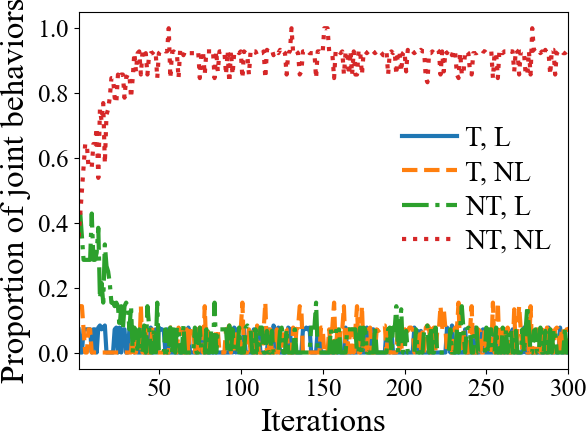 Proportion of joint behaviors
1.0
0.8
0.6
0.4
0.2
0.0
T, L
T, NL
NT, L
NT, NL
50 100 150 200 250 300
Iterations